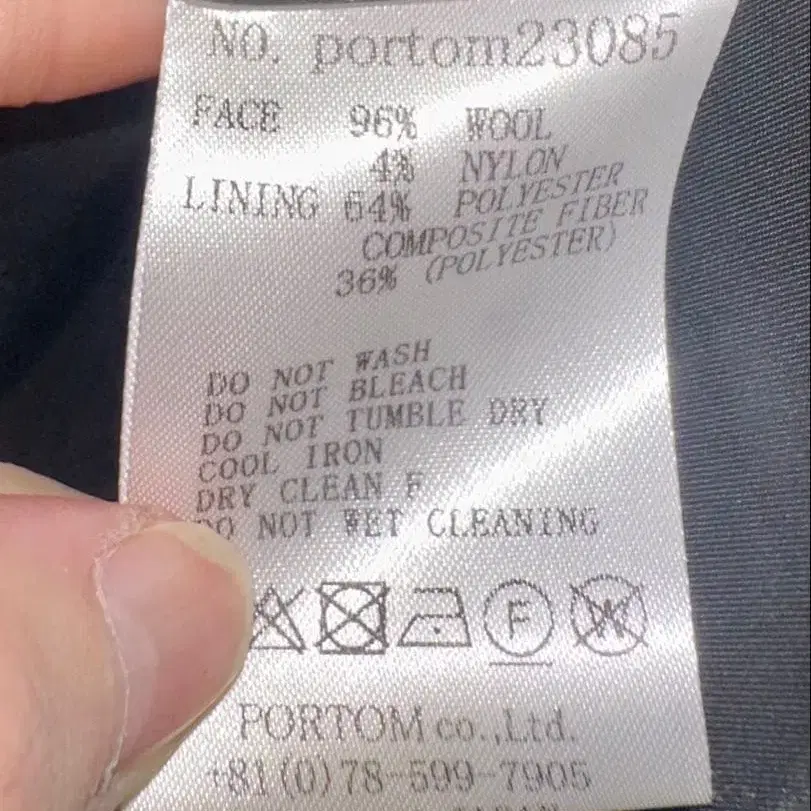 NO. portom23085
FACE 96% WOOL
4% NYLON
LINING 64% POLYESTER
COMPOSITE FIBER
36% (POLYESTER)
DO NOT WASH
DO NOT BLEACH
DO NOT TUMBLE DRY
COOL IRON
DRY CLEAN F
DO NOT WET CLEANING
F W
PORTOM co.,Ltd.
+81(0)78-599-7905